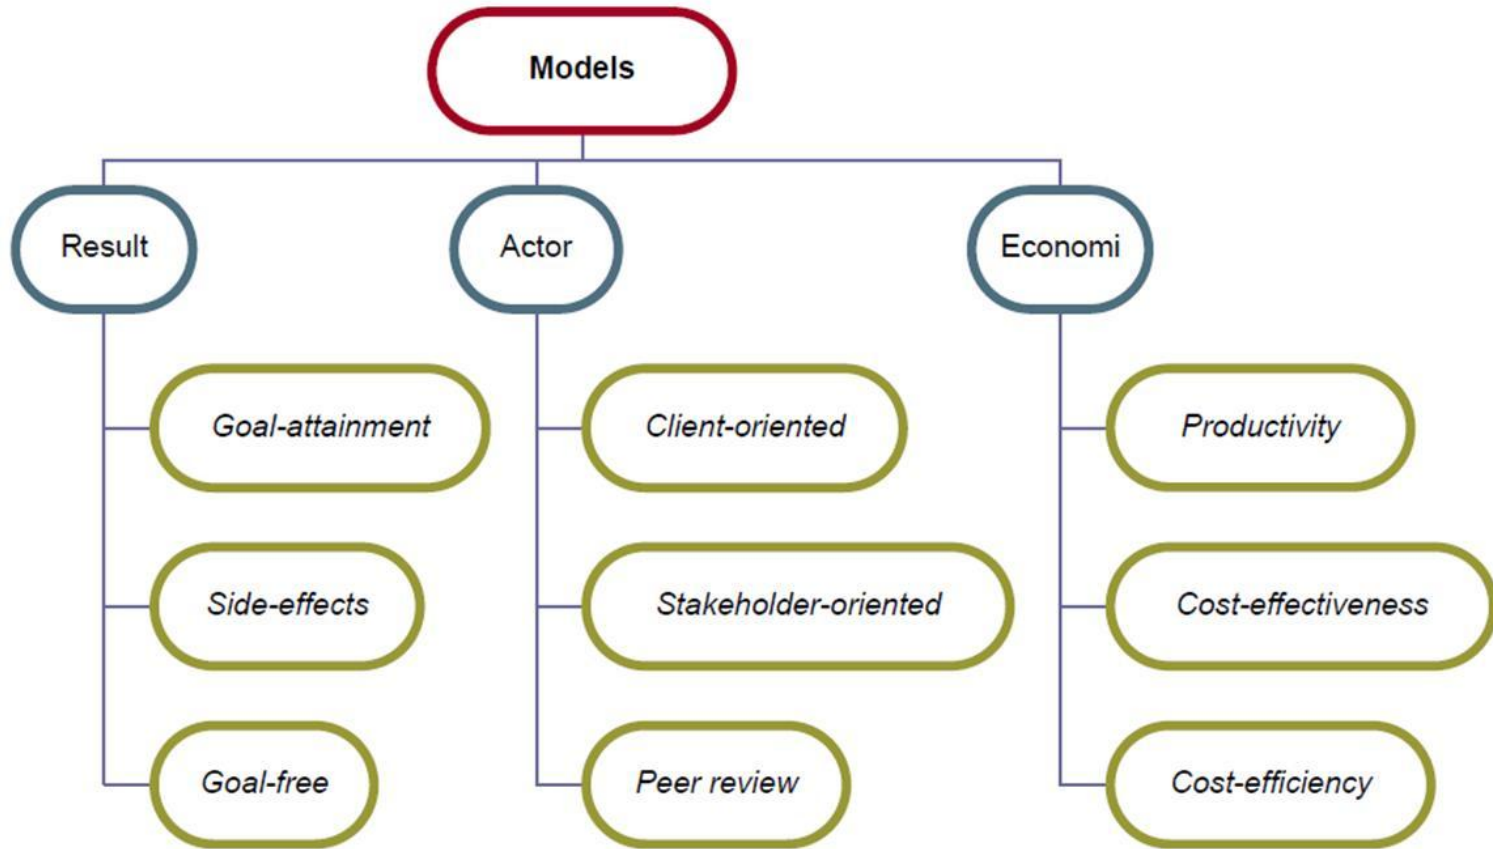 Models
Result
Actor
Economi
Goal-attainment
Client-oriented
Productivity
Side-effects
Stakeholder-oriented
Cost-effectiveness
Goal-free
Peer review
Cost-efficiency